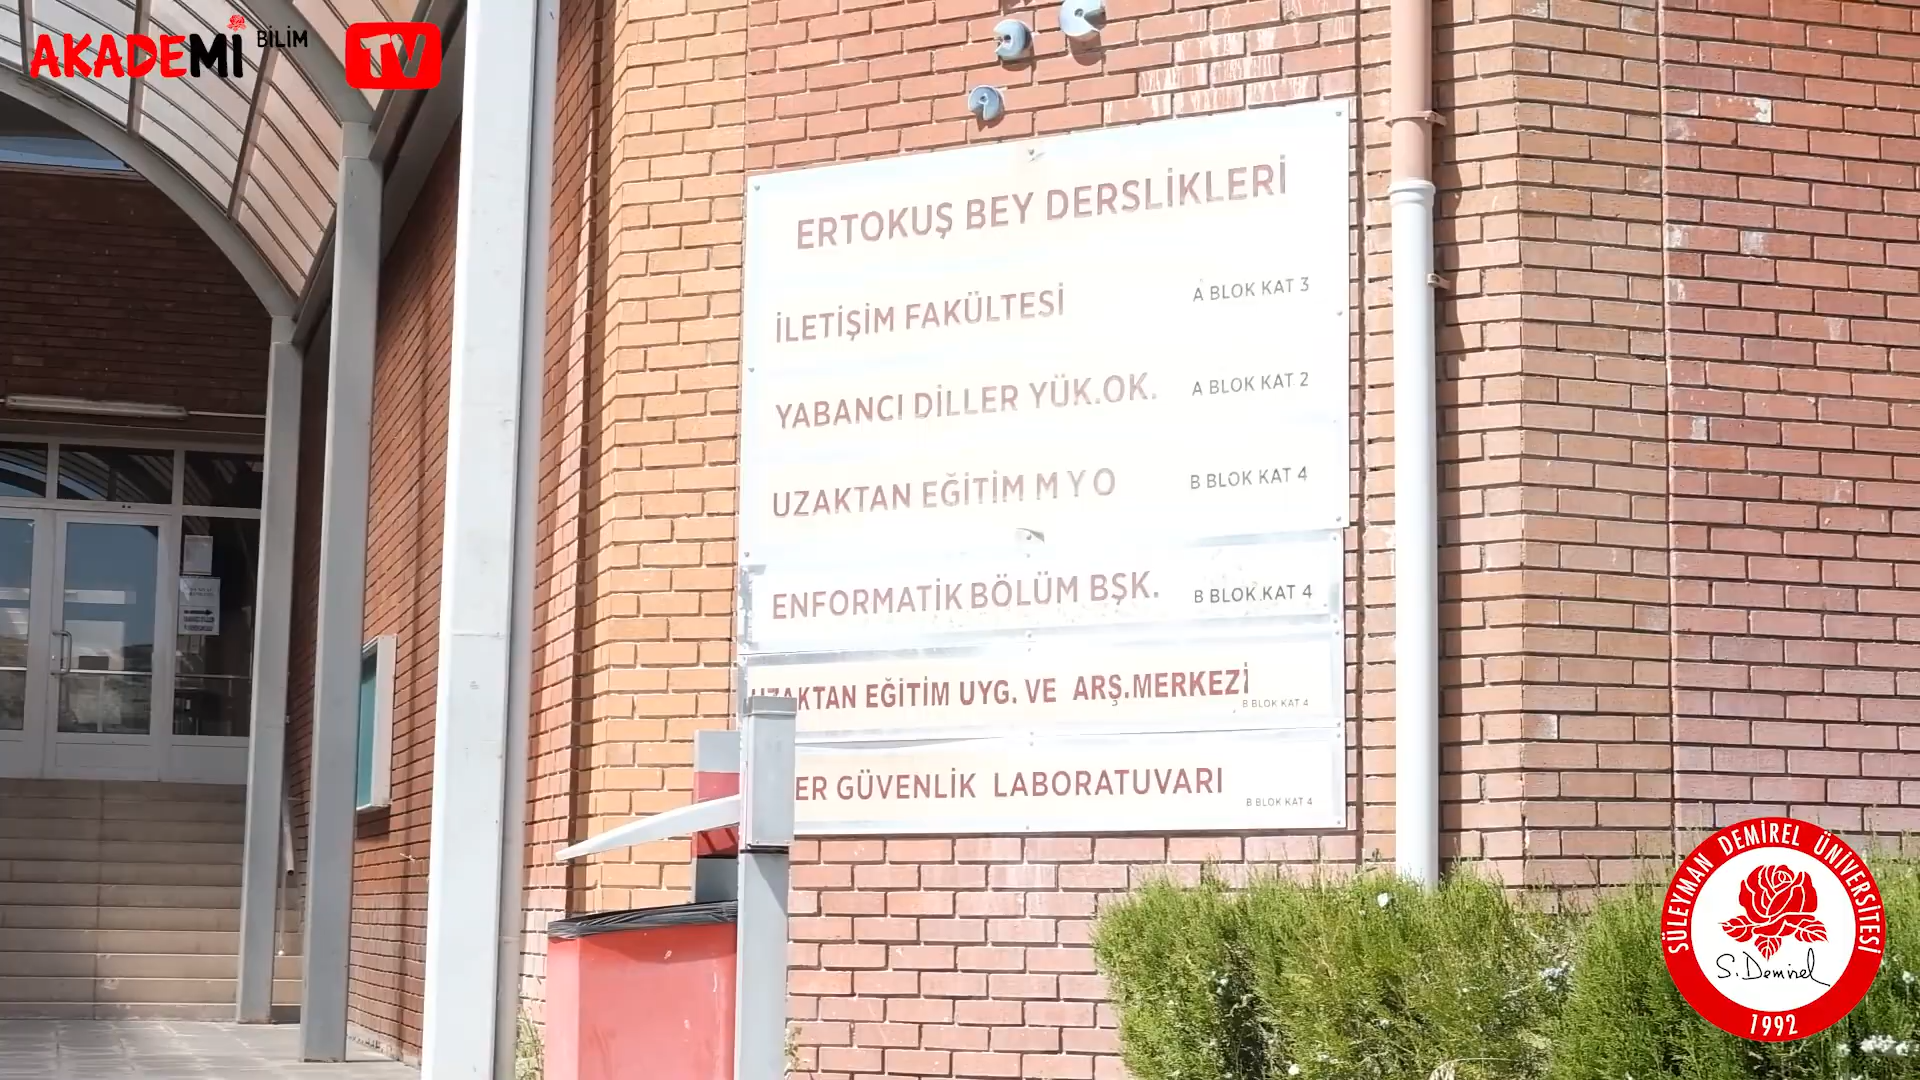 AKADEMİ BİLİM TV
ERTOKUŞ BEY DERSLİKLERİ
İLETİŞİM FAKÜLTESİ A BLOK KAT 3
YABANCI DİLLER YÜK.OK. A BLOK KAT 2
UZAKTAN EĞİTİM M Y O B BLOK KAT 4
ENFORMATİK BÖLÜM BŞK. B BLOK KAT 4
UZAKTAN EĞİTİM UYG. VE ARŞ.MERKEZİ B BLOK KAT 4
GÜVENLİK LABORATUVARI B BLOK KAT 4
SÜLEYMAN DEMİREL ÜNİVERSİTESİ
S. Demirel
1992